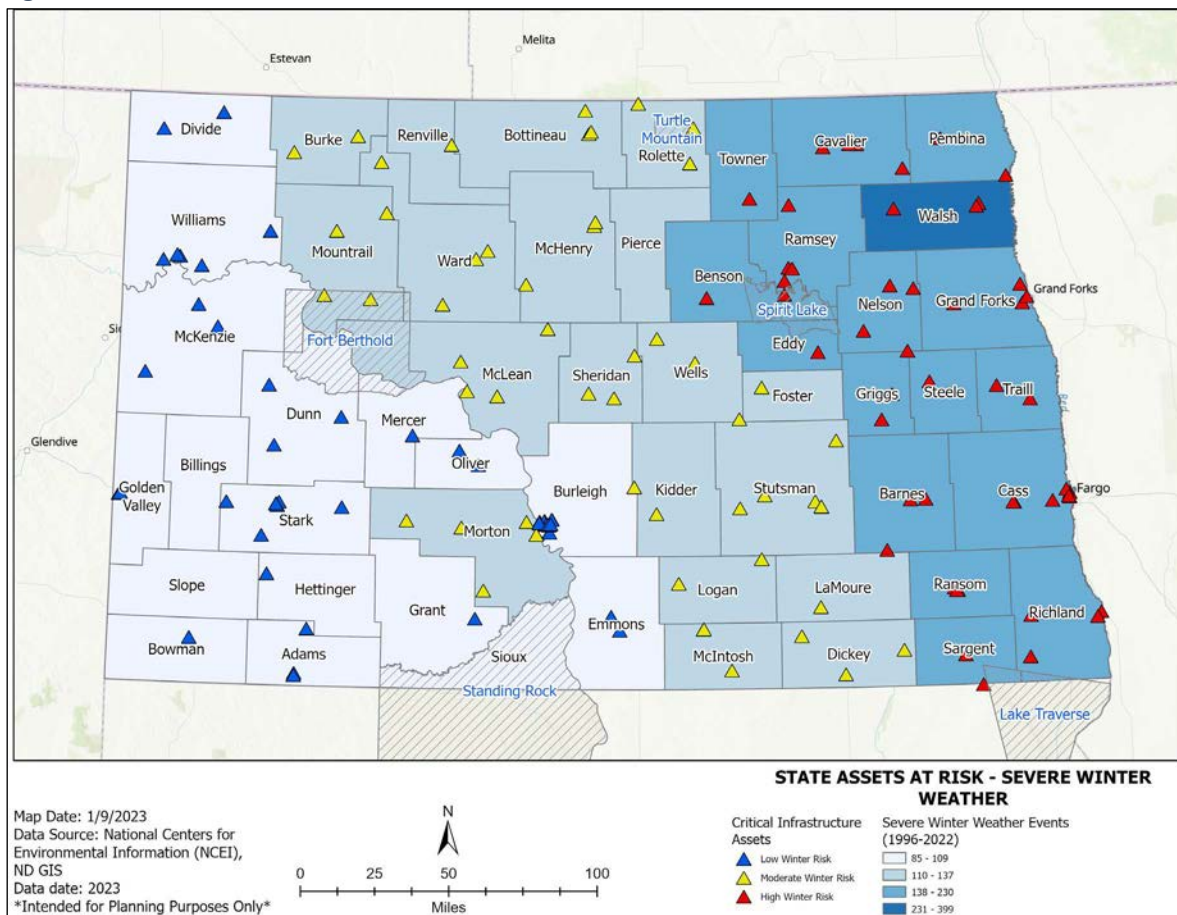 Melita
Estevan
Divide
Burke
Renville
Bottineau
Turtle
Mountain
Rolette
Towner
Cavalier
Pembina
Williams
Mountrail
Ward
McHenry
Pierce
Ramsey
Walsh
Benson
Spirit Lake
Nelson
Grand Forks
Grand Forks
McKenzie
Fort Berthold
McLean
Sheridan
Wells
Eddy
Foster
Griggs
Steele
Traill
Dunn
Mercer
Oliver
Glendive
Golden
Valley
Billings
Stark
Burleigh
Kidder
Stutsman
Barnes
Cass
Fargo
Morton
Slope
Hettinger
Grant
Emmons
Logan
LaMoure
Ransom
Richland
Bowman
Adams
Sioux
McIntosh
Dickey
Sargent
Standing Rock
Lake Traverse
STATE ASSETS AT RISK - SEVERE WINTER
WEATHER
Map Date: 1/9/2023
Data Source: National Centers for
Environmental Information (NCEI),
ND GIS
Data date: 2023
*Intended for Planning Purposes Only*
N
0 25 50 100
Miles
Critical Infrastructure
Assets
Low Winter Risk
Moderate Winter Risk
High Winter Risk
Severe Winter Weather Events
(1996-2022)
85 - 109
110 - 137
138 - 230
231 - 399